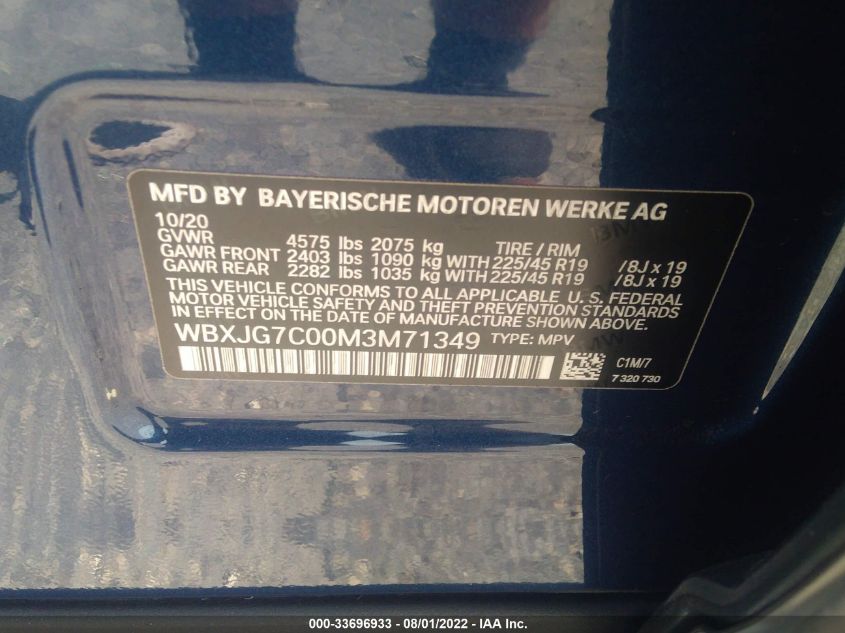 MFD BY BAYERISCHE MOTOREN WERKE AG
10/20
GVWR 4575 lbs 2075 kg TIRE / RIM
GAWR FRONT 2403 lbs 1090 kg WITH 225/45 R19 /8J x 19
GAWR REAR 2282 lbs 1035 kg WITH 225/45 R19 /8J x 19
THIS VEHICLE CONFORMS TO ALL APPLICABLE U.S. FEDERAL
MOTOR VEHICLE SAFETY AND THEFT PREVENTION STANDARDS
IN EFFECT ON THE DATE OF MANUFACTURE SHOWN ABOVE.
WBXJG7C00M3M71349 TYPE: MPV
C1M/7
7 320 730
000-33696933 - 08/01/2022 - IAA Inc.